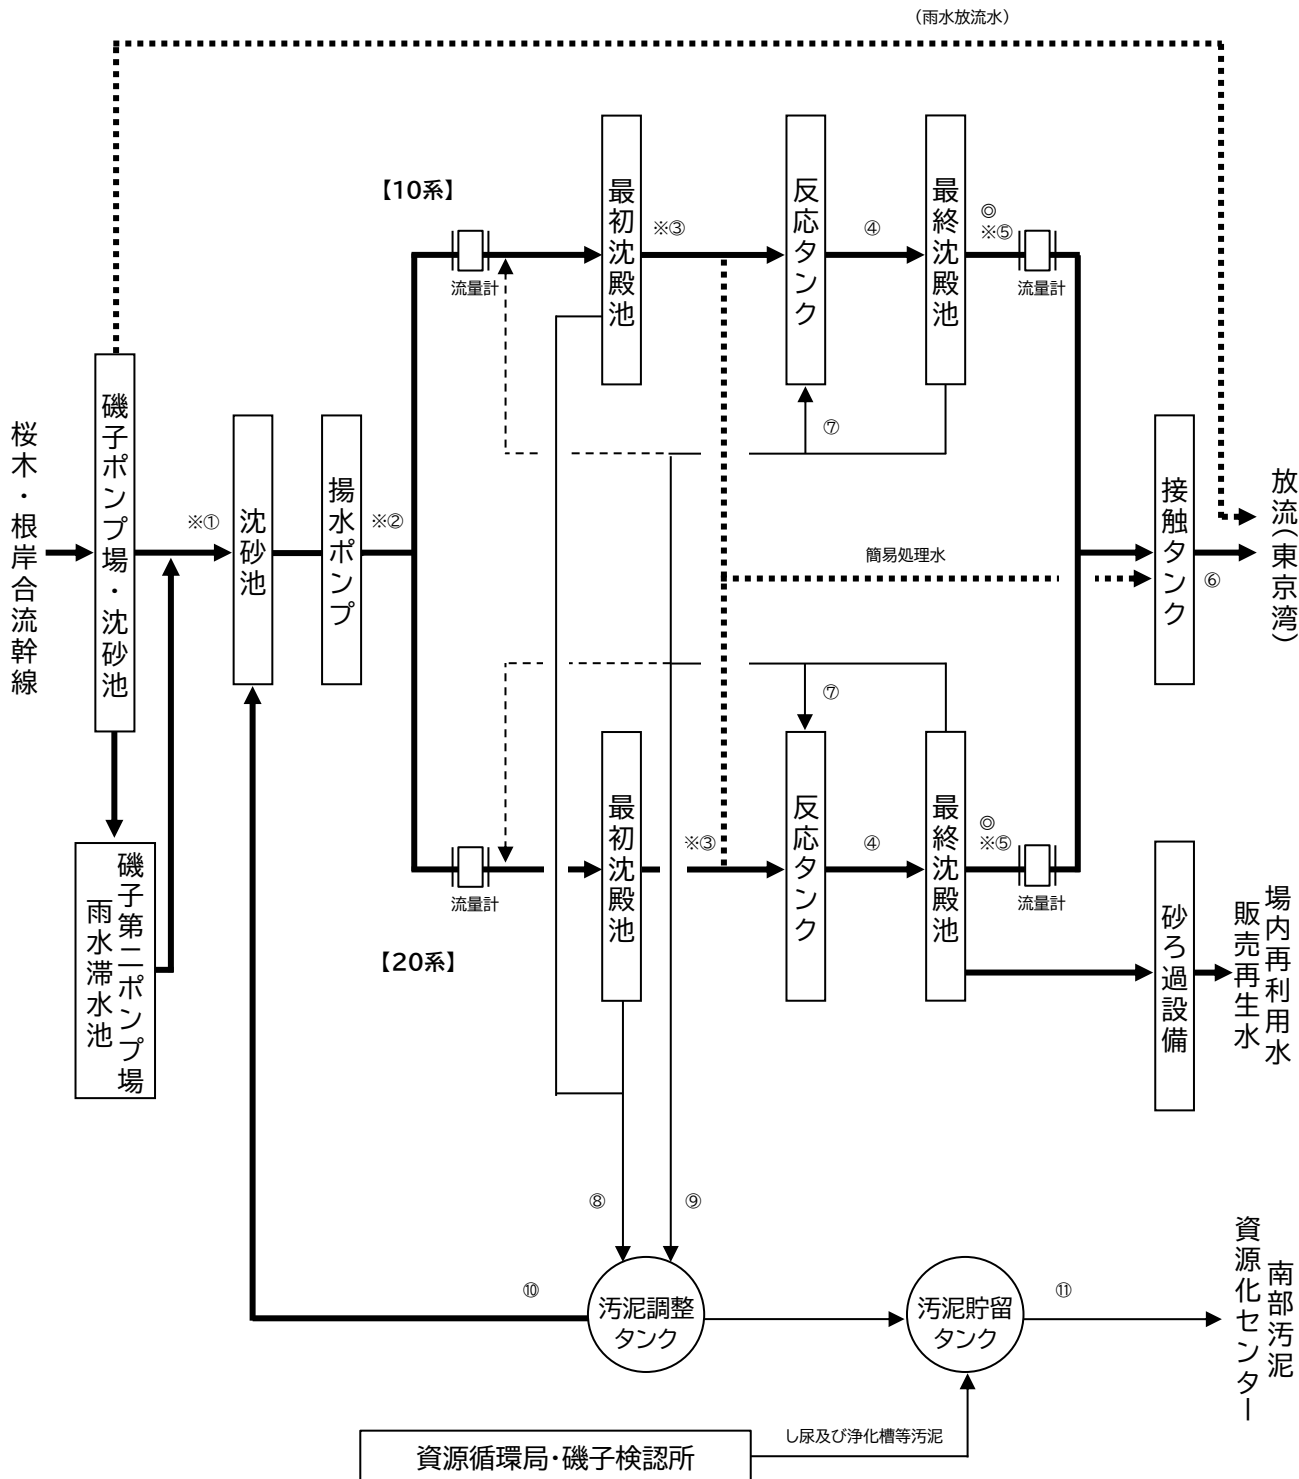 （雨水放流水）
【10系】
最初沈殿池
※③
反応タンク
④
最終沈殿池
◎
※⑤
流量計
流量計
⑦
桜木・根岸合流幹線
磯子ポンプ場・沈砂池
※①
沈砂池
揚水ポンプ
※②
簡易処理水
接触タンク
⑥
放流（東京湾）
⑦
最初沈殿池
※③
反応タンク
④
最終沈殿池
◎
※⑤
流量計
流量計
【20系】
磯子第二ポンプ場
雨水滞水池
砂ろ過設備
場内再利用水
販売再生水
⑧
⑨
⑩
汚泥調整
タンク
汚泥貯留
タンク
⑪
南部汚泥
資源化センター
し尿及び浄化槽等汚泥
資源循環局・磯子検認所